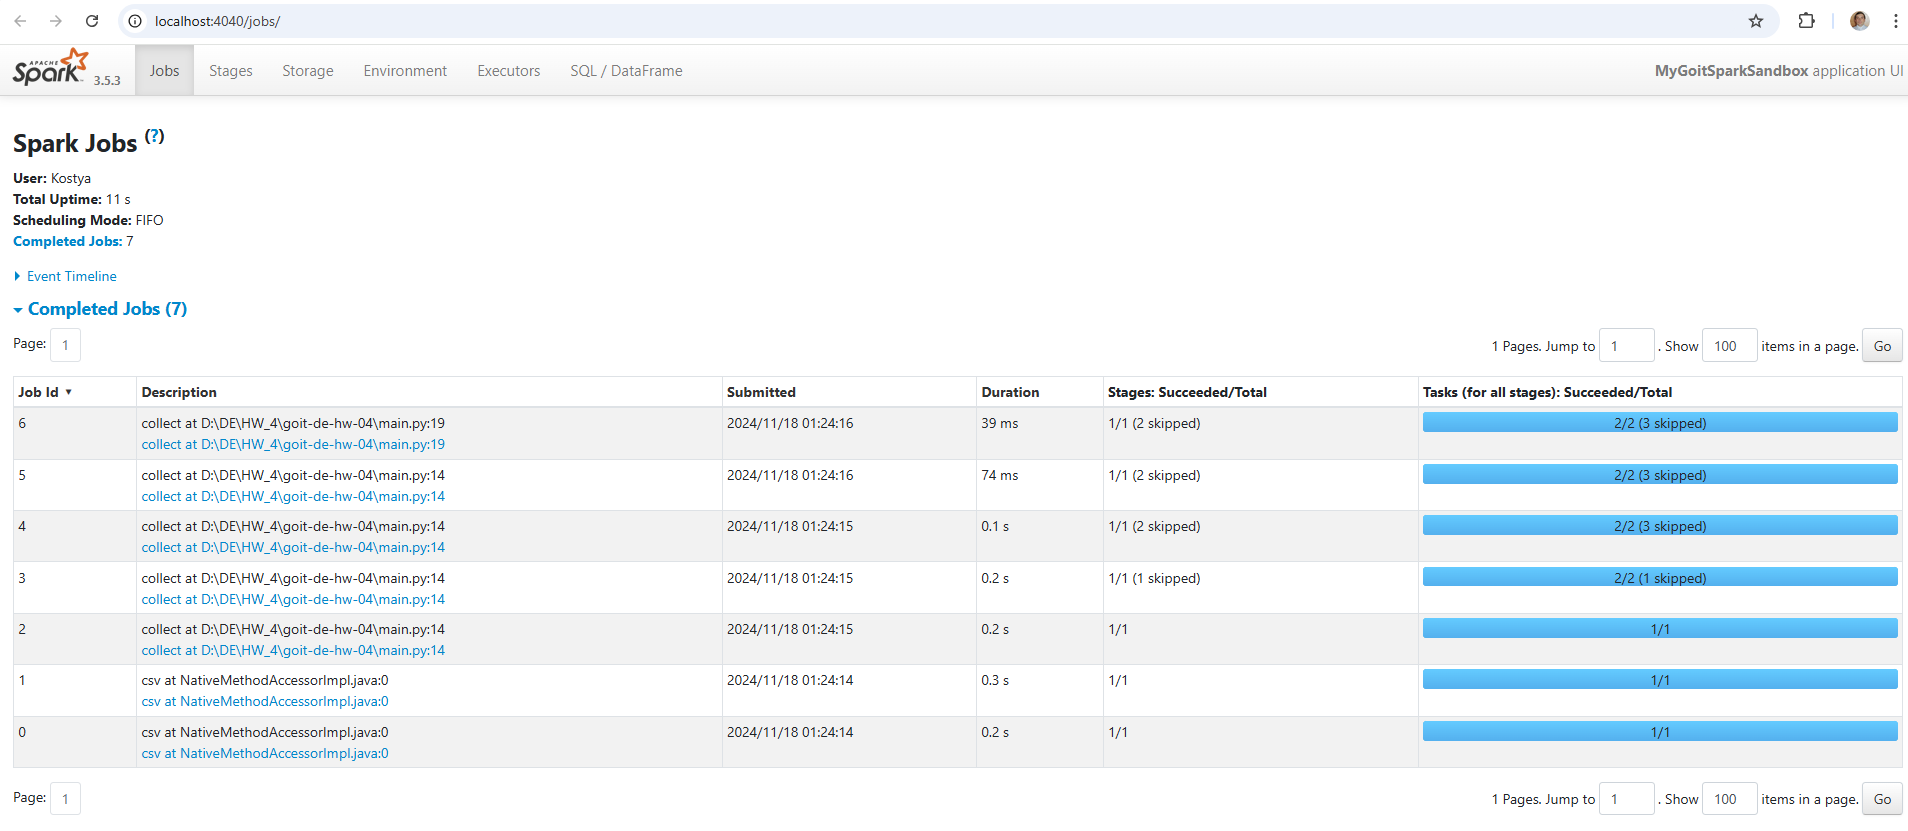 localhost:4040/jobs/
APACHE Spark 3.5.3 Jobs Stages Storage Environment Executors SQL / DataFrame MyGoitSparkSandbox application UI
Spark Jobs (?)
User: Kostya
Total Uptime: 11 s
Scheduling Mode: FIFO
Completed Jobs: 7
Event Timeline
Completed Jobs (7)
Page: 1 1 Pages. Jump to 1 . Show 100 items in a page. Go
Job Id ▾ Description Submitted Duration Stages: Succeeded/Total Tasks (for all stages): Succeeded/Total
6 collect at D:\DE\HW_4\goit-de-hw-04\main.py:19 2024/11/18 01:24:16 39 ms 1/1 (2 skipped) 2/2 (3 skipped)
collect at D:\DE\HW_4\goit-de-hw-04\main.py:19
5 collect at D:\DE\HW_4\goit-de-hw-04\main.py:14 2024/11/18 01:24:16 74 ms 1/1 (2 skipped) 2/2 (3 skipped)
collect at D:\DE\HW_4\goit-de-hw-04\main.py:14
4 collect at D:\DE\HW_4\goit-de-hw-04\main.py:14 2024/11/18 01:24:15 0.1 s 1/1 (2 skipped) 2/2 (3 skipped)
collect at D:\DE\HW_4\goit-de-hw-04\main.py:14
3 collect at D:\DE\HW_4\goit-de-hw-04\main.py:14 2024/11/18 01:24:15 0.2 s 1/1 (1 skipped) 2/2 (1 skipped)
collect at D:\DE\HW_4\goit-de-hw-04\main.py:14
2 collect at D:\DE\HW_4\goit-de-hw-04\main.py:14 2024/11/18 01:24:15 0.2 s 1/1 1/1
collect at D:\DE\HW_4\goit-de-hw-04\main.py:14
1 csv at NativeMethodAccessorImpl.java:0 2024/11/18 01:24:14 0.3 s 1/1 1/1
csv at NativeMethodAccessorImpl.java:0
0 csv at NativeMethodAccessorImpl.java:0 2024/11/18 01:24:14 0.2 s 1/1 1/1
csv at NativeMethodAccessorImpl.java:0
Page: 1 1 Pages. Jump to 1 . Show 100 items in a page. Go